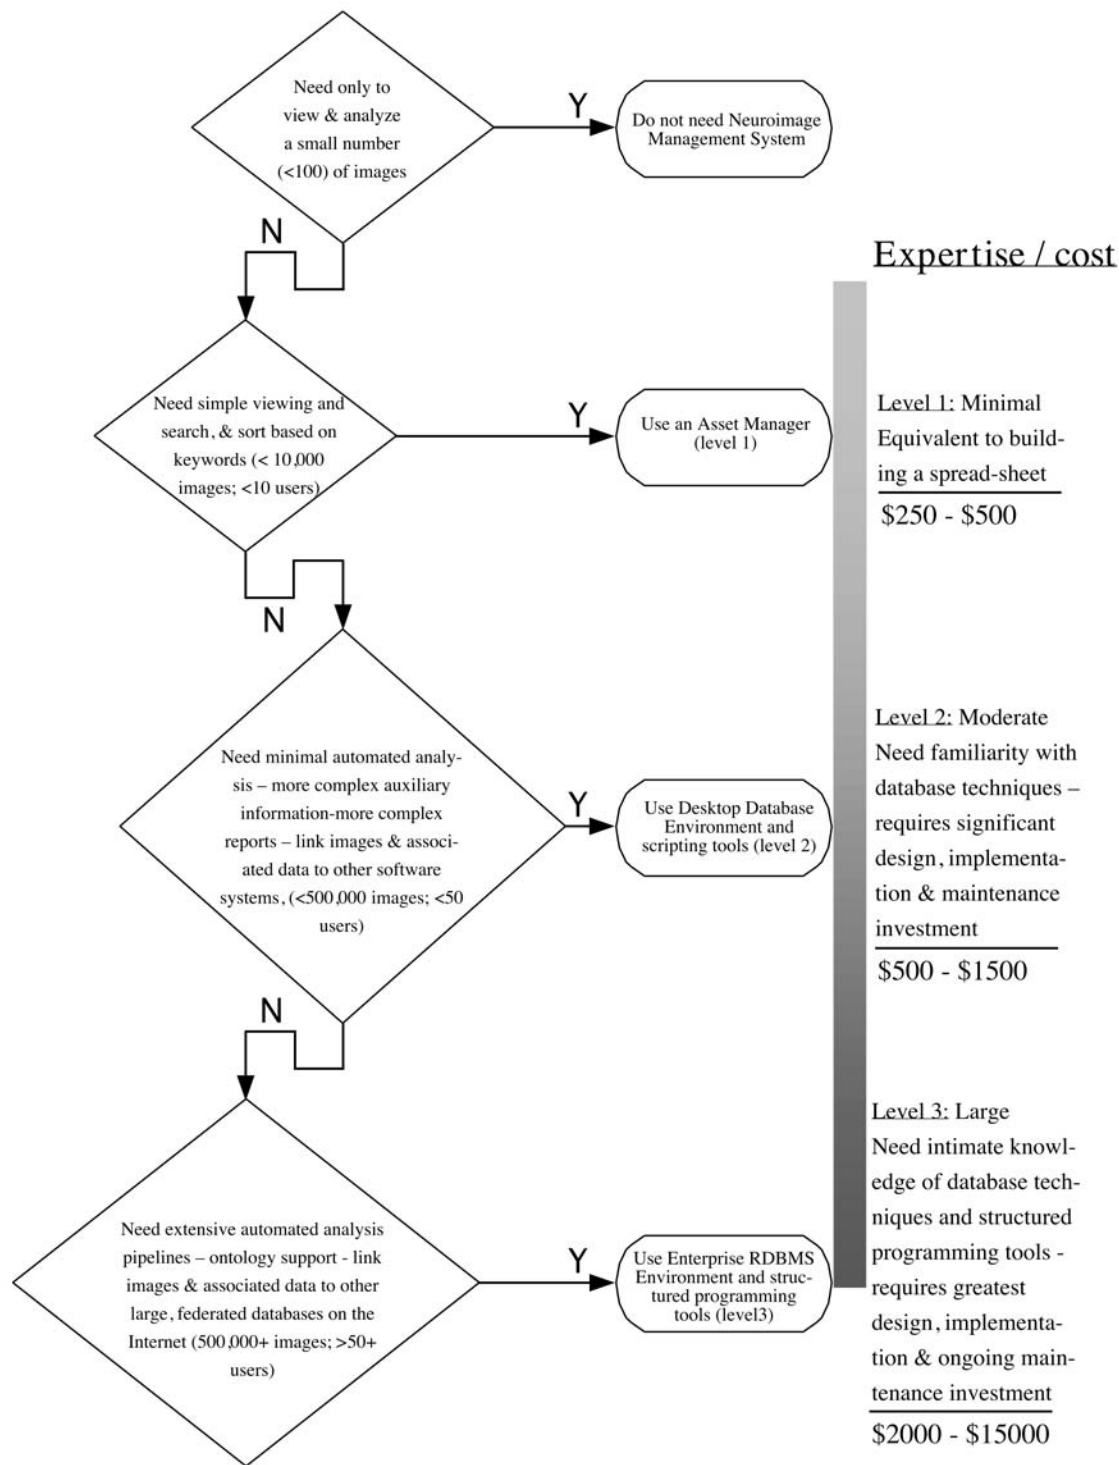 Need only to
view & analyze
a small number
(<100) of images
Y
Do not need Neuroimage
Management System
N
Expertise / cost
Need simple viewing and
search, & sort based on
keywords (< 10,000
images; <10 users)
Y
Use an Asset Manager
(level 1)
Level 1: Minimal
Equivalent to build-
ing a spread-sheet
$250 - $500
N
Need minimal automated analy-
sis – more complex auxiliary
information-more complex
reports – link images & associ-
ated data to other software
systems, (<500,000 images; <50
users)
Y
Use Desktop Database
Environment and
scripting tools (level 2)
Level 2: Moderate
Need familiarity with
database techniques –
requires significant
design, implementa-
tion & maintenance
investment
$500 - $1500
N
Need extensive automated analysis
pipelines – ontology support - link
images & associated data to other
large, federated databases on the
Internet (500,000+ images; >50+
users)
Y
Use Enterprise RDBMS
Environment and struc-
tured programming
tools (level3)
Level 3: Large
Need intimate knowl-
edge of database tech-
niques and structured
programming tools -
requires greatest
design, implementa-
tion & ongoing main-
tenance investment
$2000 - $15000